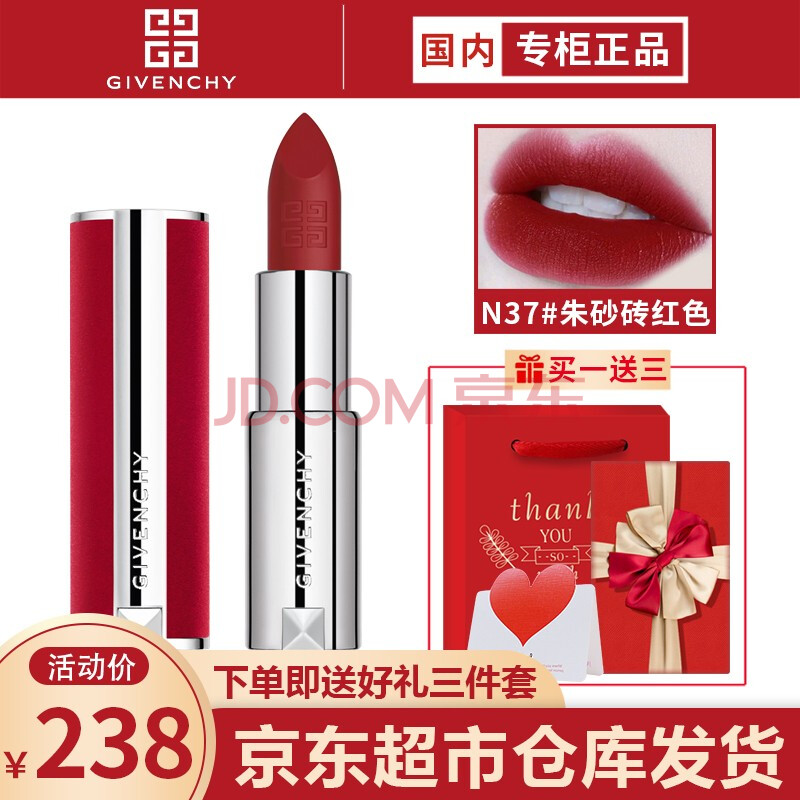 GIVENCHY
国内 专柜正品
N37#朱砂砖红色
买一送三
JD.COM 京东
GIVENCHY
GIVENCHY
thank
YOU
SO
活动价
¥238
下单即送好礼三件套
京东超市仓库发货